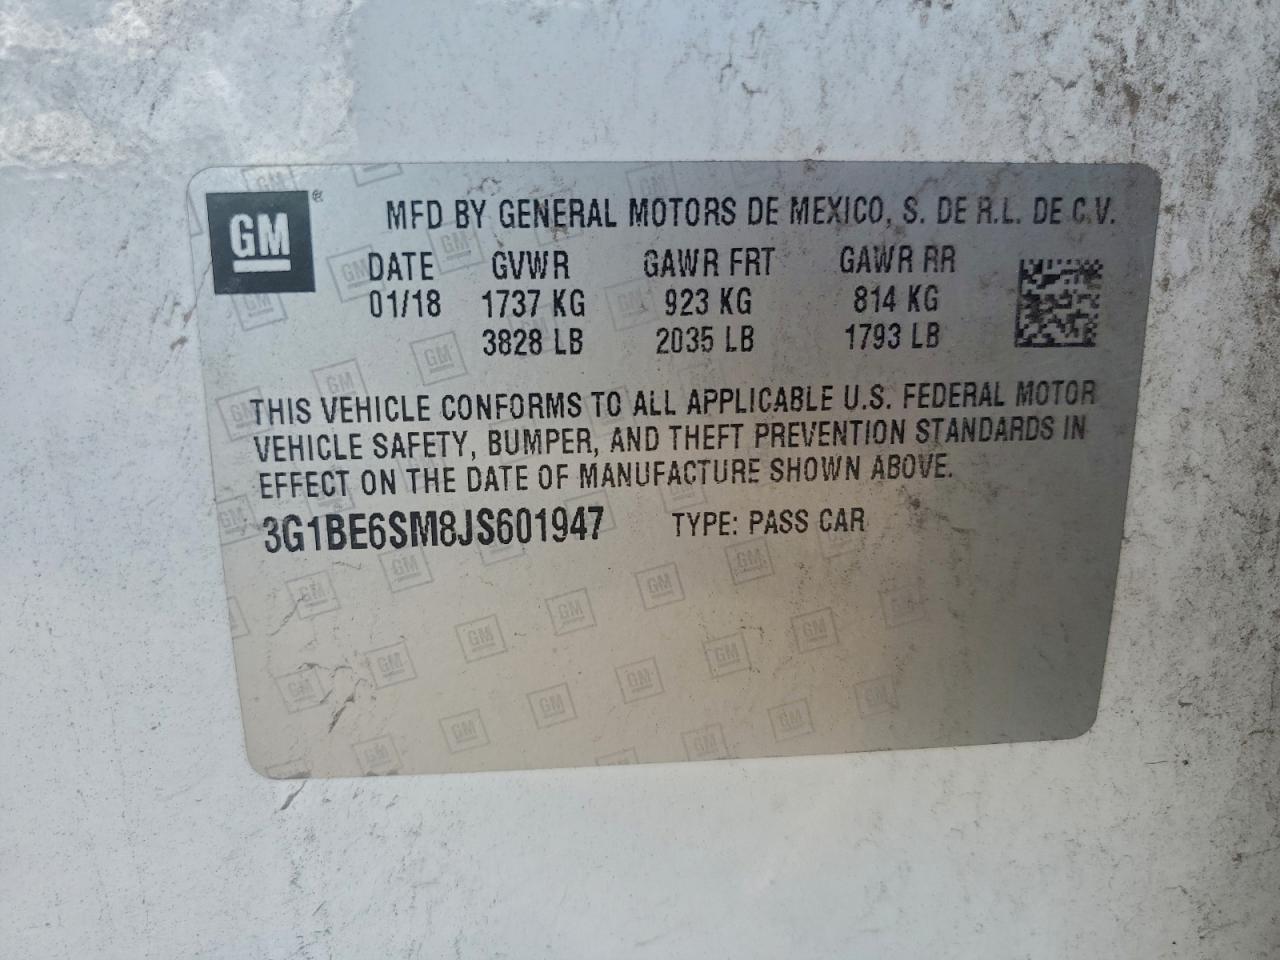 GM® MFD BY GENERAL MOTORS DE MEXICO, S. DE R.L. DE C.V.
DATE GVWR GAWR FRT GAWR RR
01/18 1737 KG 923 KG 814 KG
3828 LB 2035 LB 1793 LB
THIS VEHICLE CONFORMS TO ALL APPLICABLE U.S. FEDERAL MOTOR
VEHICLE SAFETY, BUMPER, AND THEFT PREVENTION STANDARDS IN
EFFECT ON THE DATE OF MANUFACTURE SHOWN ABOVE.
3G1BE6SM8JS601947 TYPE: PASS CAR